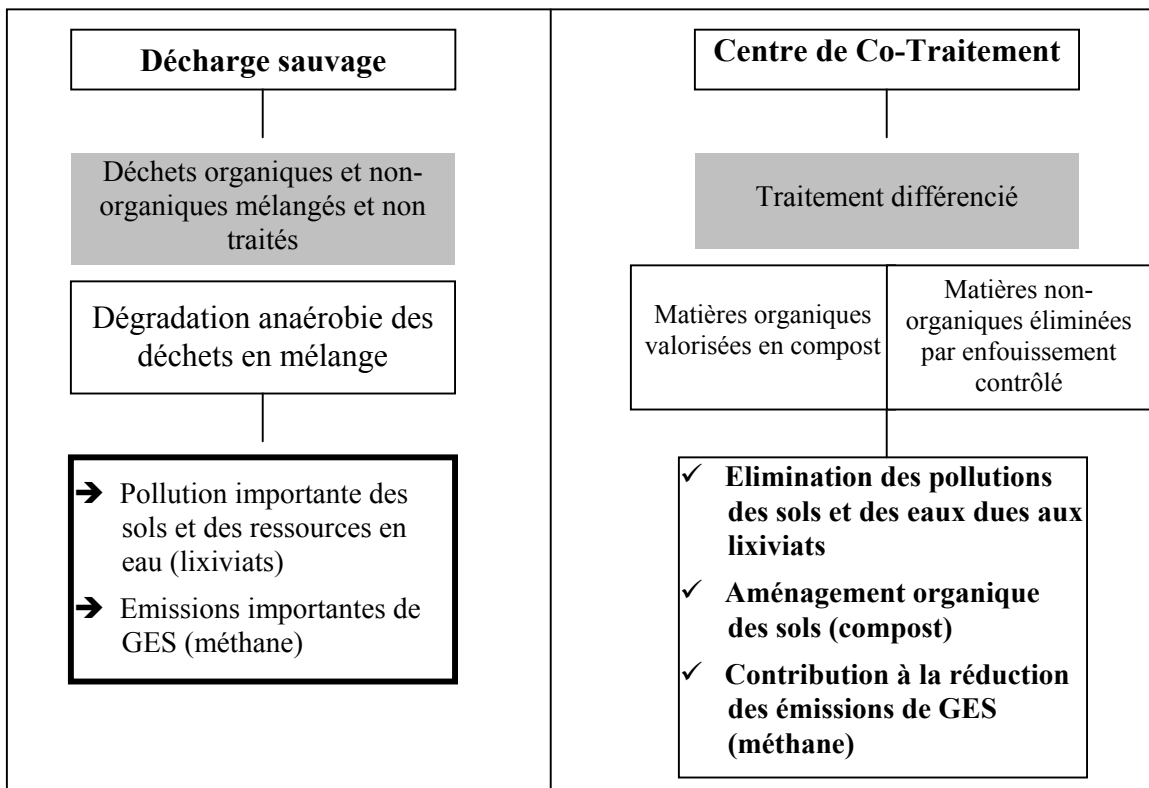 Décharge sauvage
Déchets organiques et non-
organiques mélangés et non
traités
Dégradation anaérobie des
déchets en mélange
➔ Pollution importante des
sols et des ressources en
eau (lixiviats)
➔ Emissions importantes de
GES (méthane)
Centre de Co-Traitement
Traitement différencié
Matières organiques
valorisées en compost
Matières non-
organiques éliminées
par enfouissement
contrôlé
✓ Elimination des pollutions
des sols et des eaux dues aux
lixiviats
✓ Aménagement organique
des sols (compost)
✓ Contribution à la réduction
des émissions de GES
(méthane)